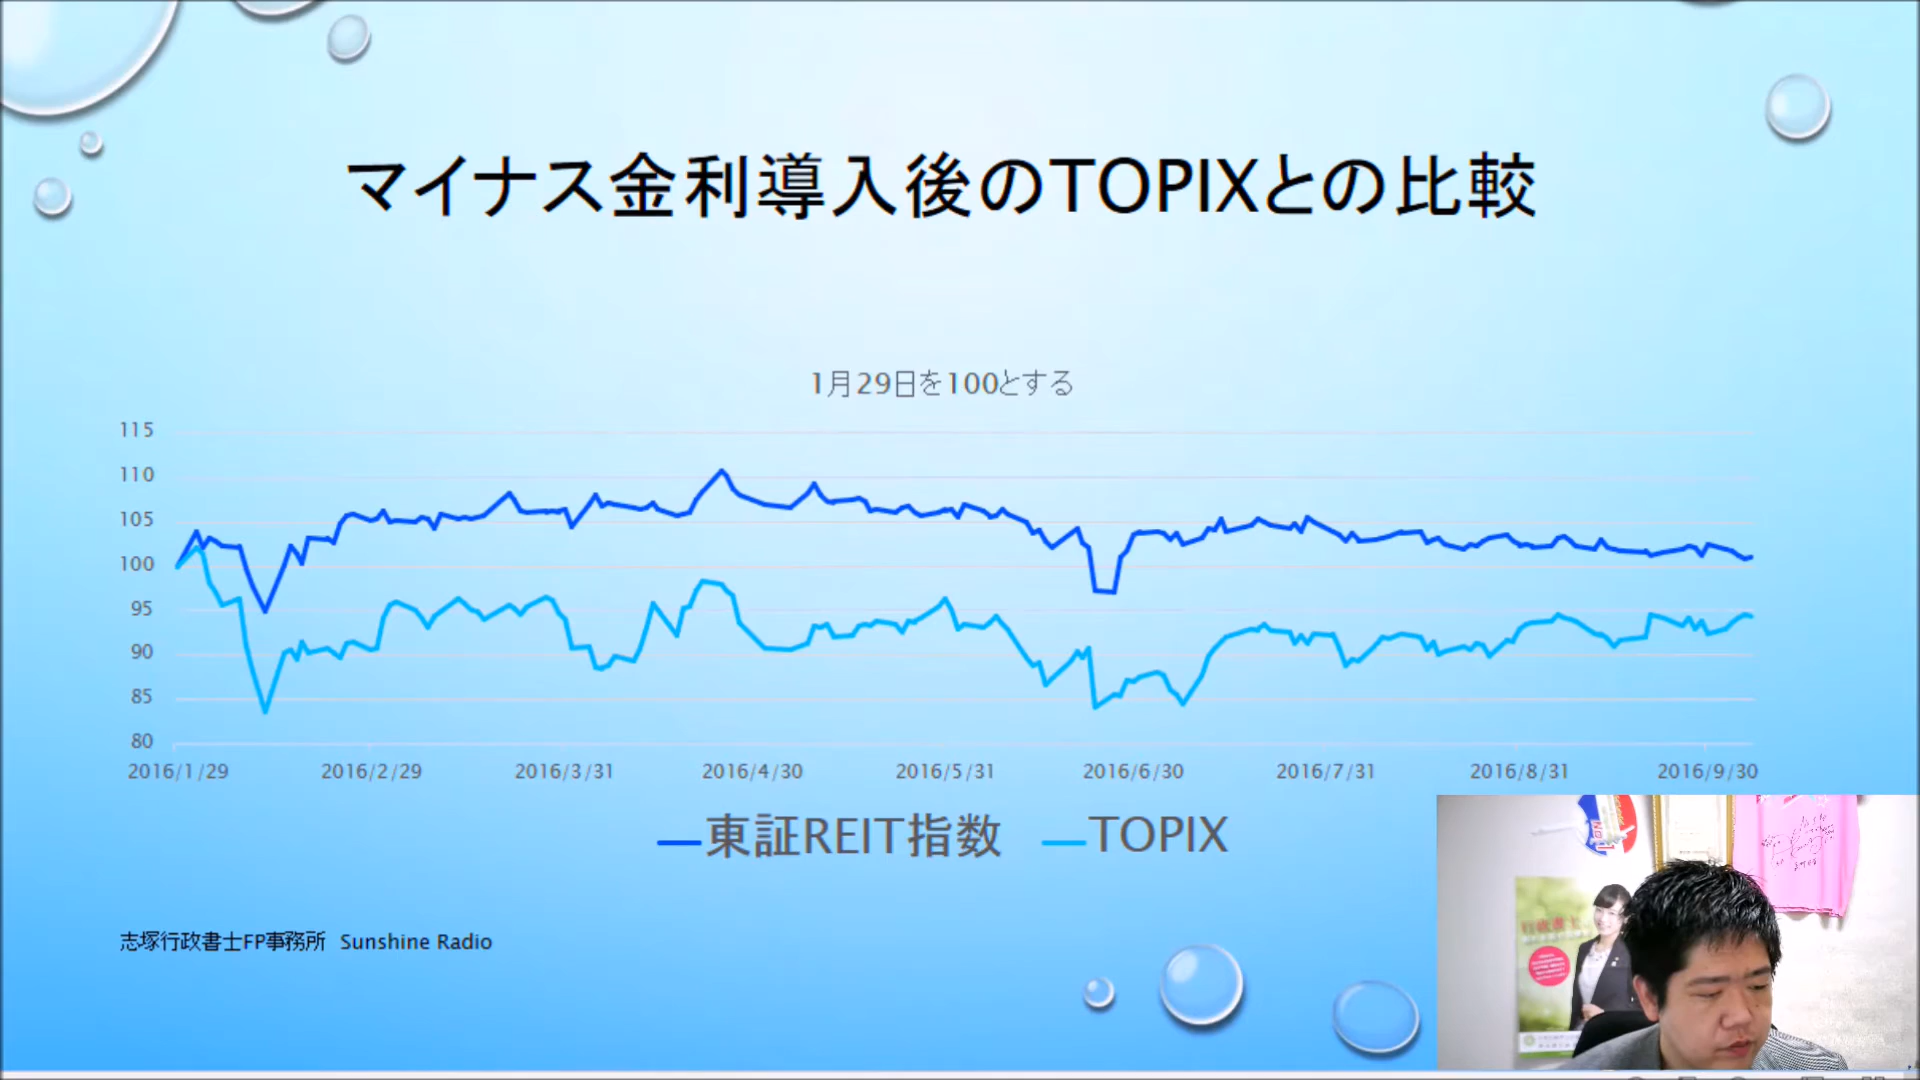 マイナス金利導入後のTOPIXとの比較
1月29日を100とする
115
110
105
100
95
90
85
80
2016/1/29 2016/2/29 2016/3/31 2016/4/30 2016/5/31 2016/6/30 2016/7/31 2016/8/31 2016/9/30
東証REIT指数 TOPIX
志塚行政書士FP事務所 Sunshine Radio
行政書士